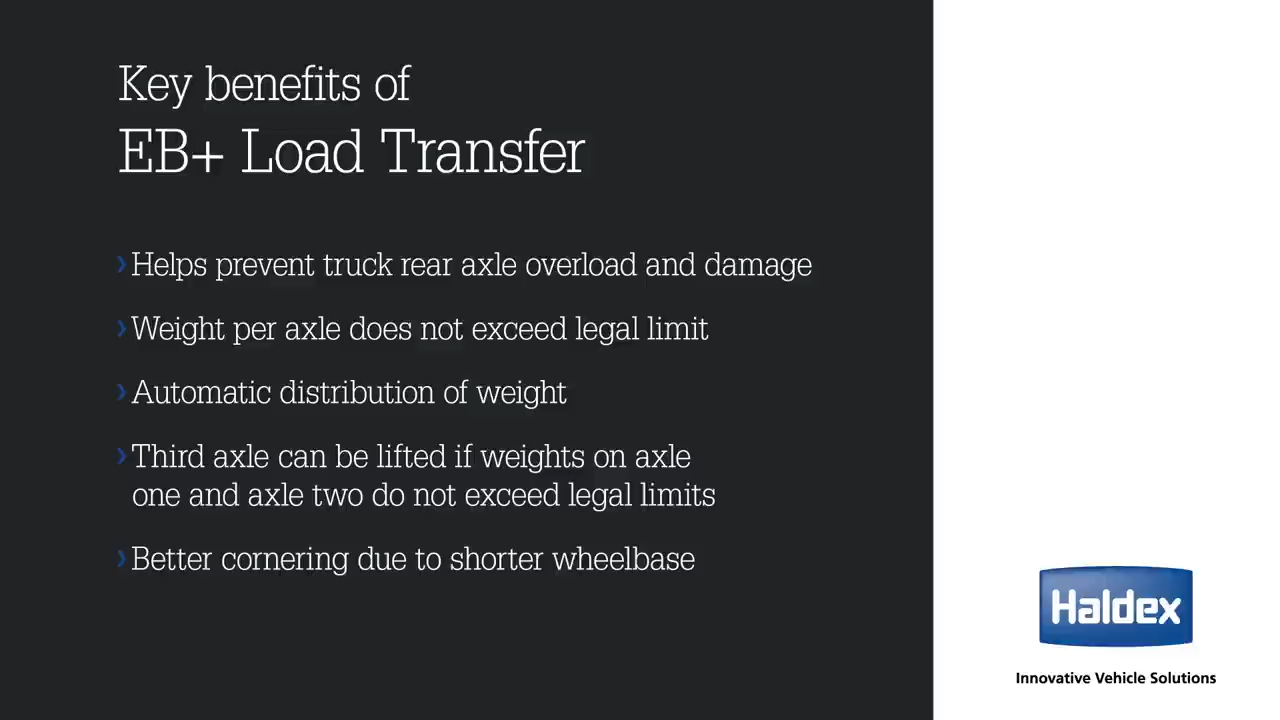 Key benefits of
EB+ Load Transfer
› Helps prevent truck rear axle overload and damage
› Weight per axle does not exceed legal limit
› Automatic distribution of weight
› Third axle can be lifted if weights on axle
one and axle two do not exceed legal limits
› Better cornering due to shorter wheelbase
Haldex
Innovative Vehicle Solutions